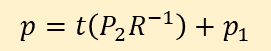 p = t(P₂R⁻¹) + p₁